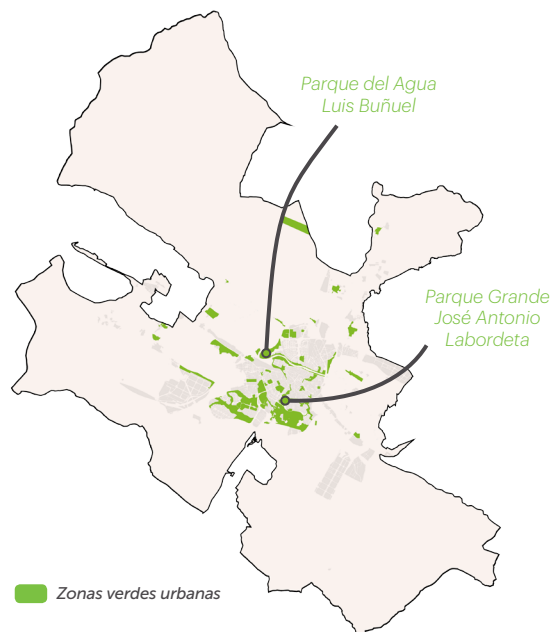 Parque del Agua
Luis Buñuel
Parque Grande
José Antonio
Labordeta
Zonas verdes urbanas